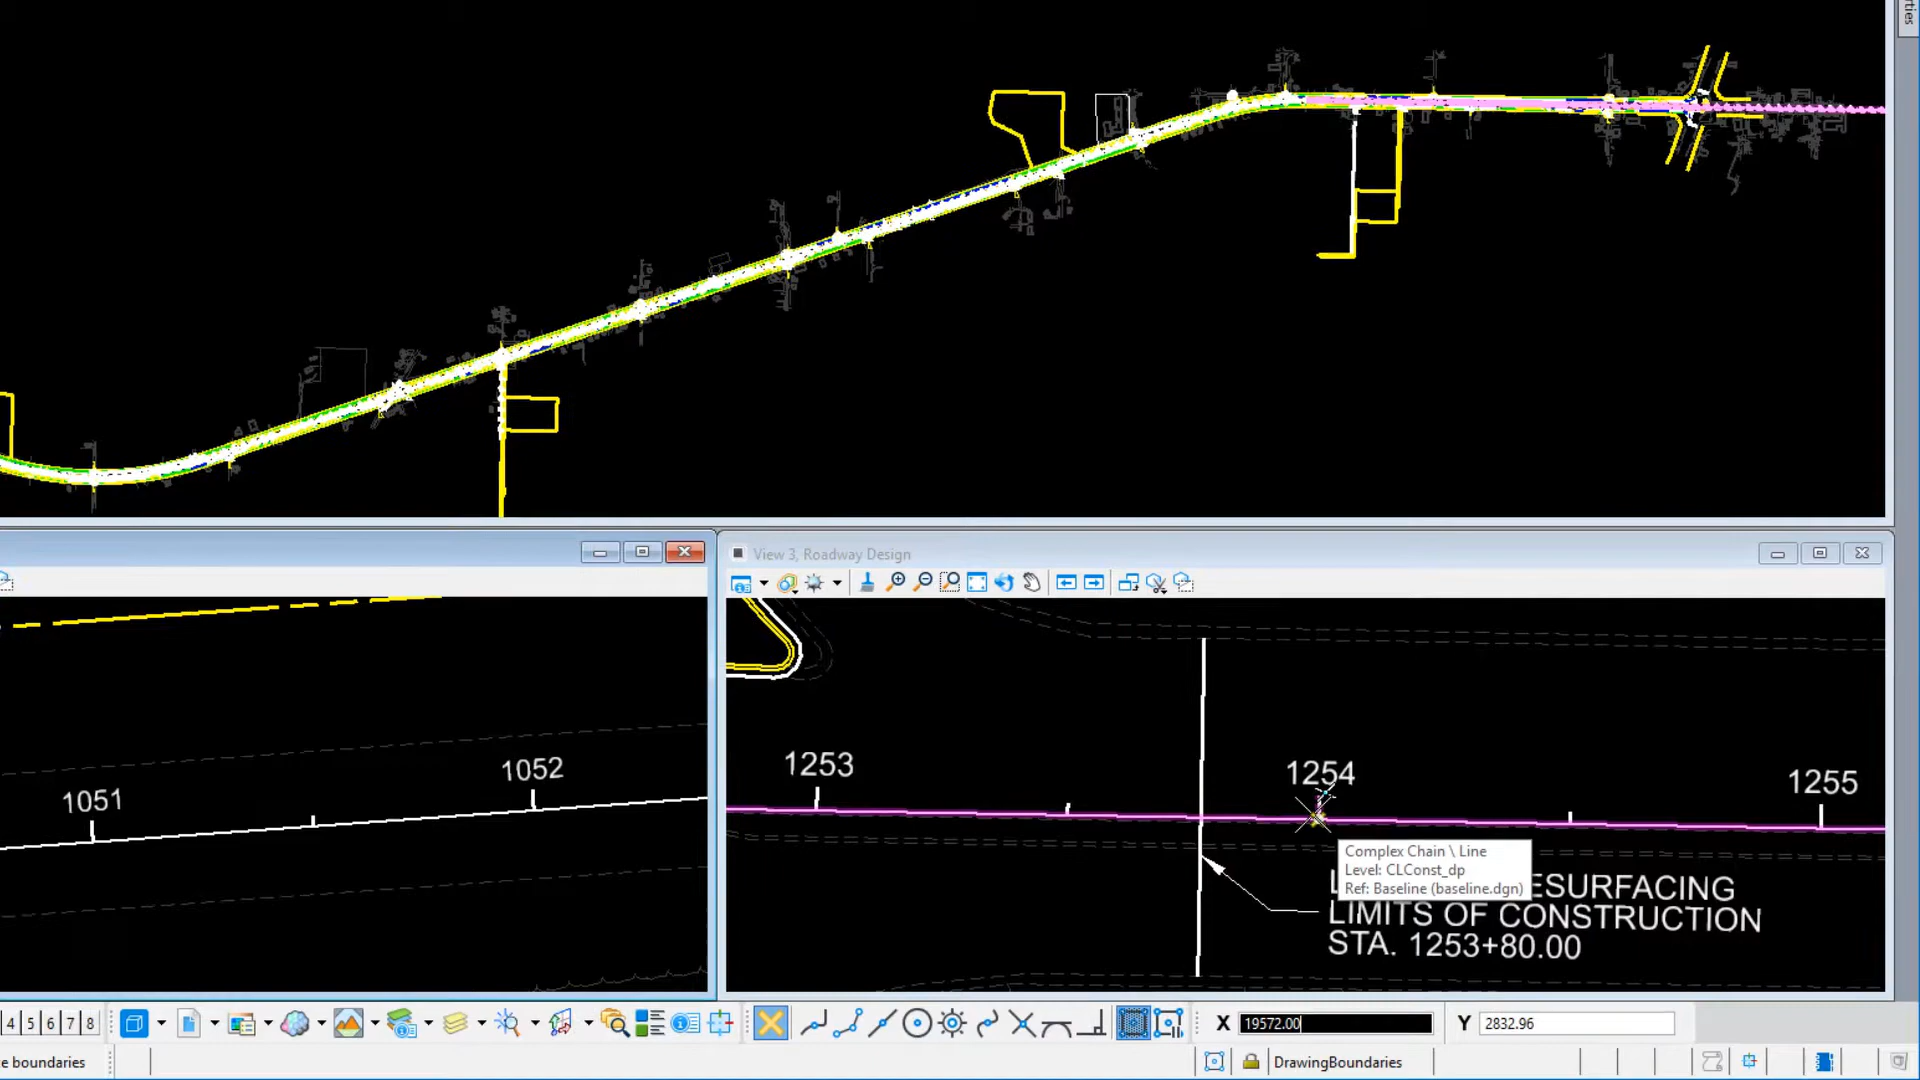 rties
View 3, Roadway Design
1051
1052
1253
1254
1255
Complex Chain \ Line
Level: CLConst_dp
Ref: Baseline (baseline.dgn)
ESURFACING
LIMITS OF CONSTRUCTION
STA. 1253+80.00
4 5 6 7 8
X 19572.00
Y 2832.96
e boundaries
DrawingBoundaries